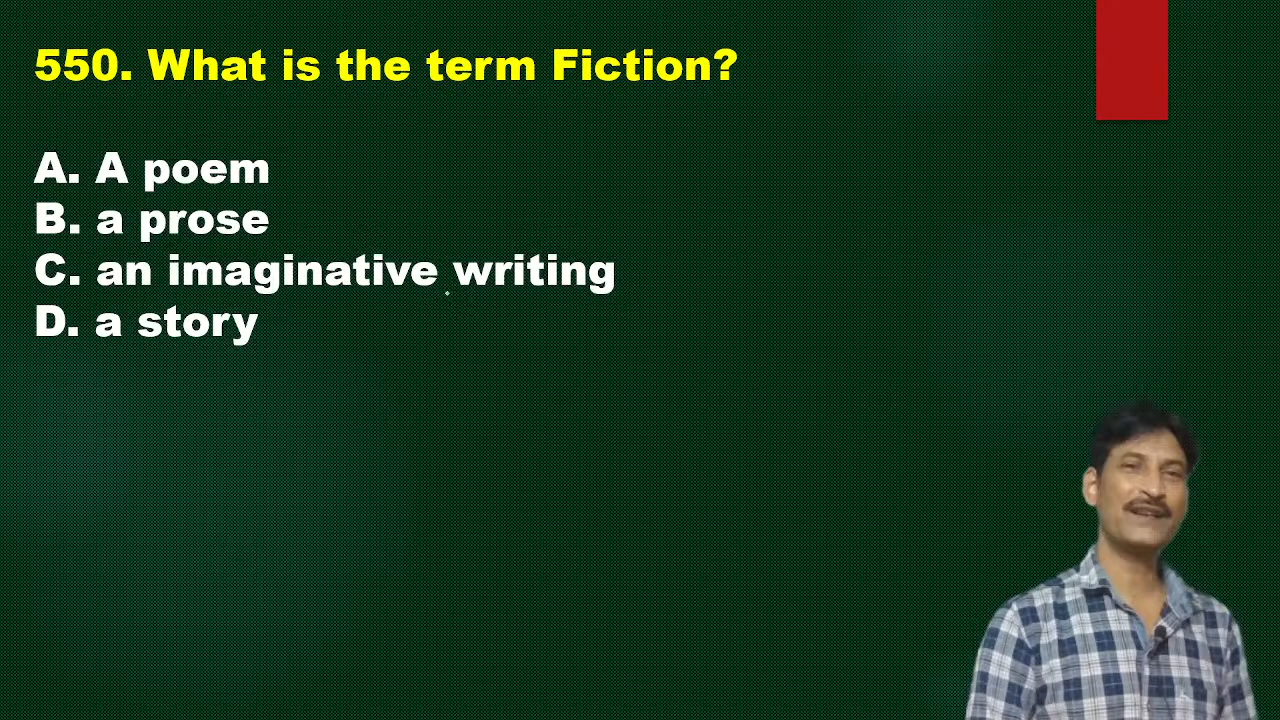 550. What is the term Fiction?
A. A poem
B. a prose
C. an imaginative writing
D. a story